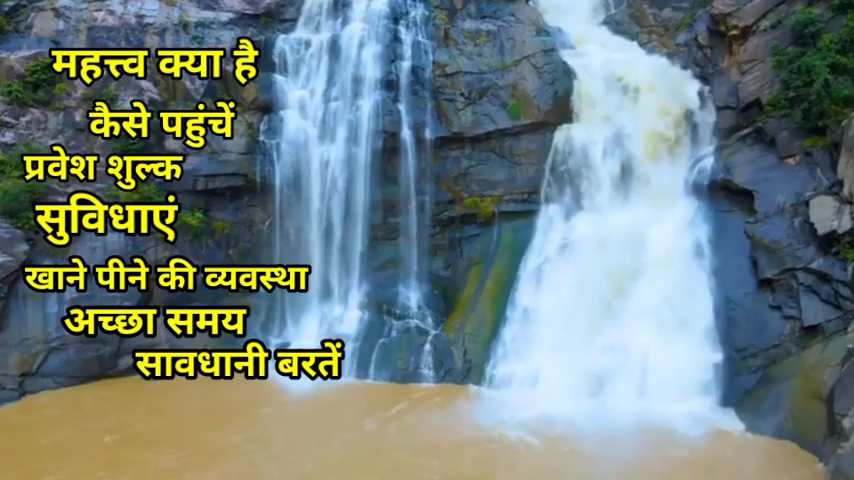 महत्त्व क्या है
कैसे पहुंचें
प्रवेश शुल्क
सुविधाएं
खाने पीने की व्यवस्था
अच्छा समय
सावधानी बरतें